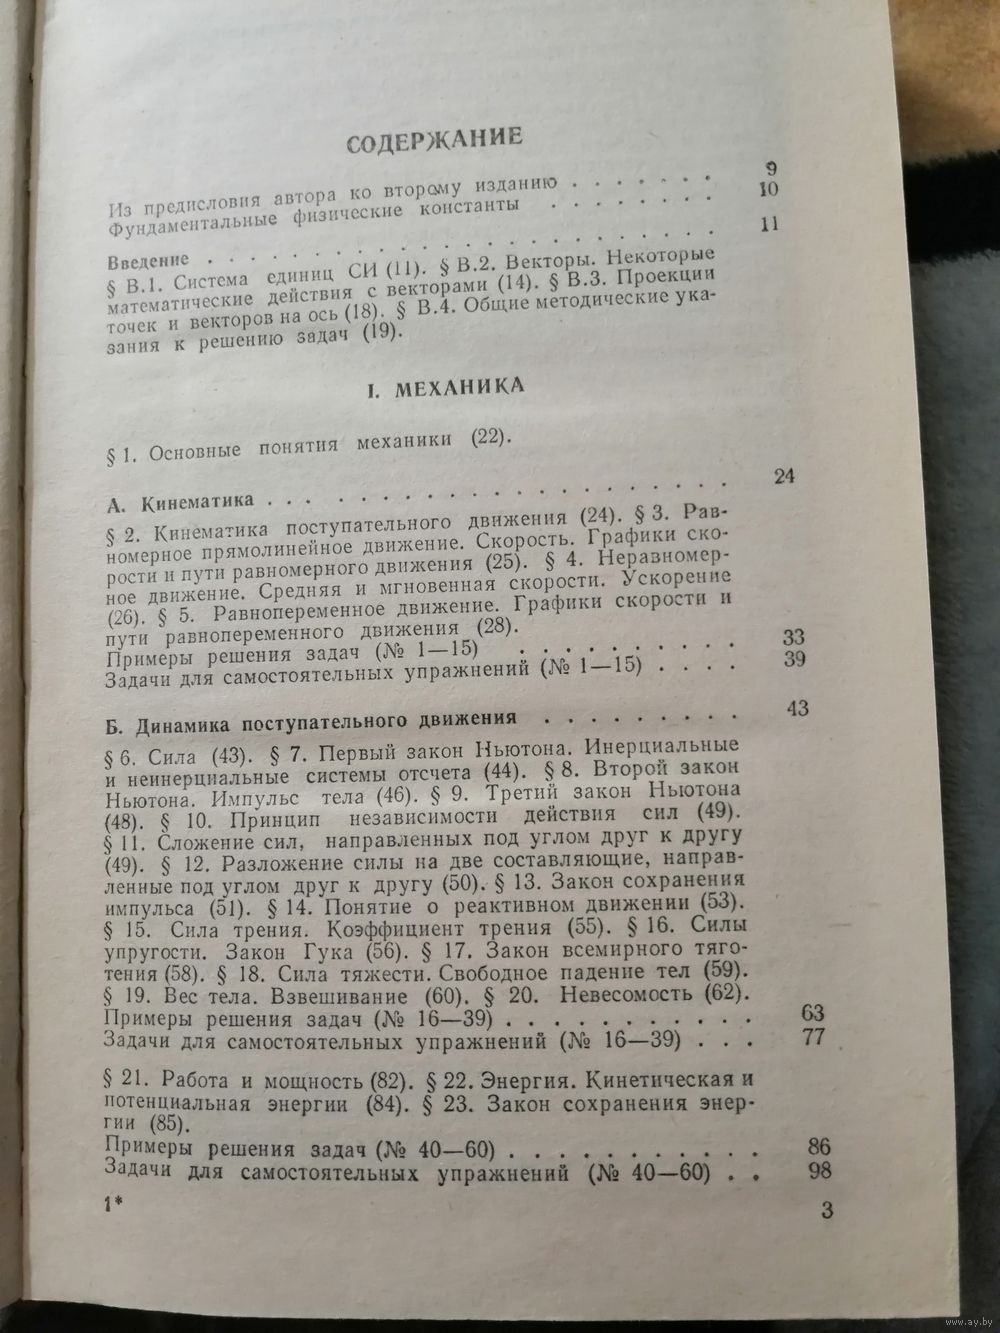 СОДЕРЖАНИЕ
Из предисловия автора ко второму изданию . . . . . . . 9
Фундаментальные физические константы . . . . . . . . 10
Введение . . . . . . . . . . . . . . . . . . . . . . 11
§ В.1. Система единиц СИ (11). § В.2. Векторы. Некоторые
математические действия с векторами (14). § В.3. Проекции
точек и векторов на ось (18). § В.4. Общие методические ука-
зания к решению задач (19).
I. МЕХАНИКА
§ 1. Основные понятия механики (22).
А. Кинематика . . . . . . . . . . . . . . . . . . . . 24
§ 2. Кинематика поступательного движения (24). § 3. Рав-
номерное прямолинейное движение. Скорость. Графики ско-
рости и пути равномерного движения (25). § 4. Неравномер-
ное движение. Средняя и мгновенная скорости. Ускорение
(26). § 5. Равнопеременное движение. Графики скорости и
пути равнопеременного движения (28).
Примеры решения задач (№ 1—15) . . . . . . . . . . 33
Задачи для самостоятельных упражнений (№ 1—15) . . . . 39
Б. Динамика поступательного движения . . . . . . . . . 43
§ 6. Сила (43). § 7. Первый закон Ньютона. Инерциальные
и неинерциальные системы отсчета (44). § 8. Второй закон
Ньютона. Импульс тела (46). § 9. Третий закон Ньютона
(48). § 10. Принцип независимости действия сил (49).
§ 11. Сложение сил, направленных под углом друг к другу
(49). § 12. Разложение силы на две составляющие, направ-
ленные под углом друг к другу (50). § 13. Закон сохранения
импульса (51). § 14. Понятие о реактивном движении (53).
§ 15. Сила трения. Коэффициент трения (55). § 16. Силы
упругости. Закон Гука (56). § 17. Закон всемирного тяго-
тения (58). § 18. Сила тяжести. Свободное падение тел (59).
§ 19. Вес тела. Взвешивание (60). § 20. Невесомость (62).
Примеры решения задач (№ 16—39) . . . . . . . . . . . 63
Задачи для самостоятельных упражнений (№ 16—39) . . . 77
§ 21. Работа и мощность (82). § 22. Энергия. Кинетическая и
потенциальная энергии (84). § 23. Закон сохранения энер-
гии (85).
Примеры решения задач (№ 40—60) . . . . . . . . . . . 86
Задачи для самостоятельных упражнений (№ 40—60) . . 98
1* 3
www.ay.by